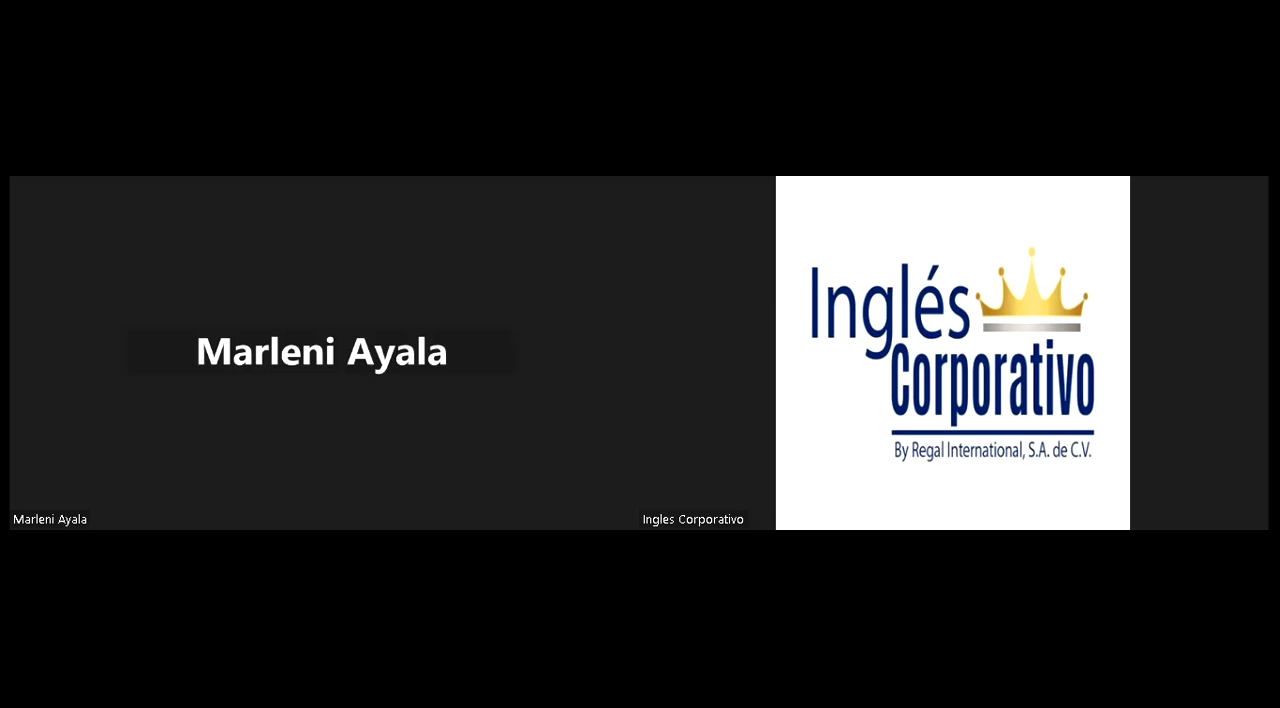 Marleni Ayala
Marleni Ayala
Ingles Corporativo
Inglés
Corporativo
By Regal International, S.A. de C.V.